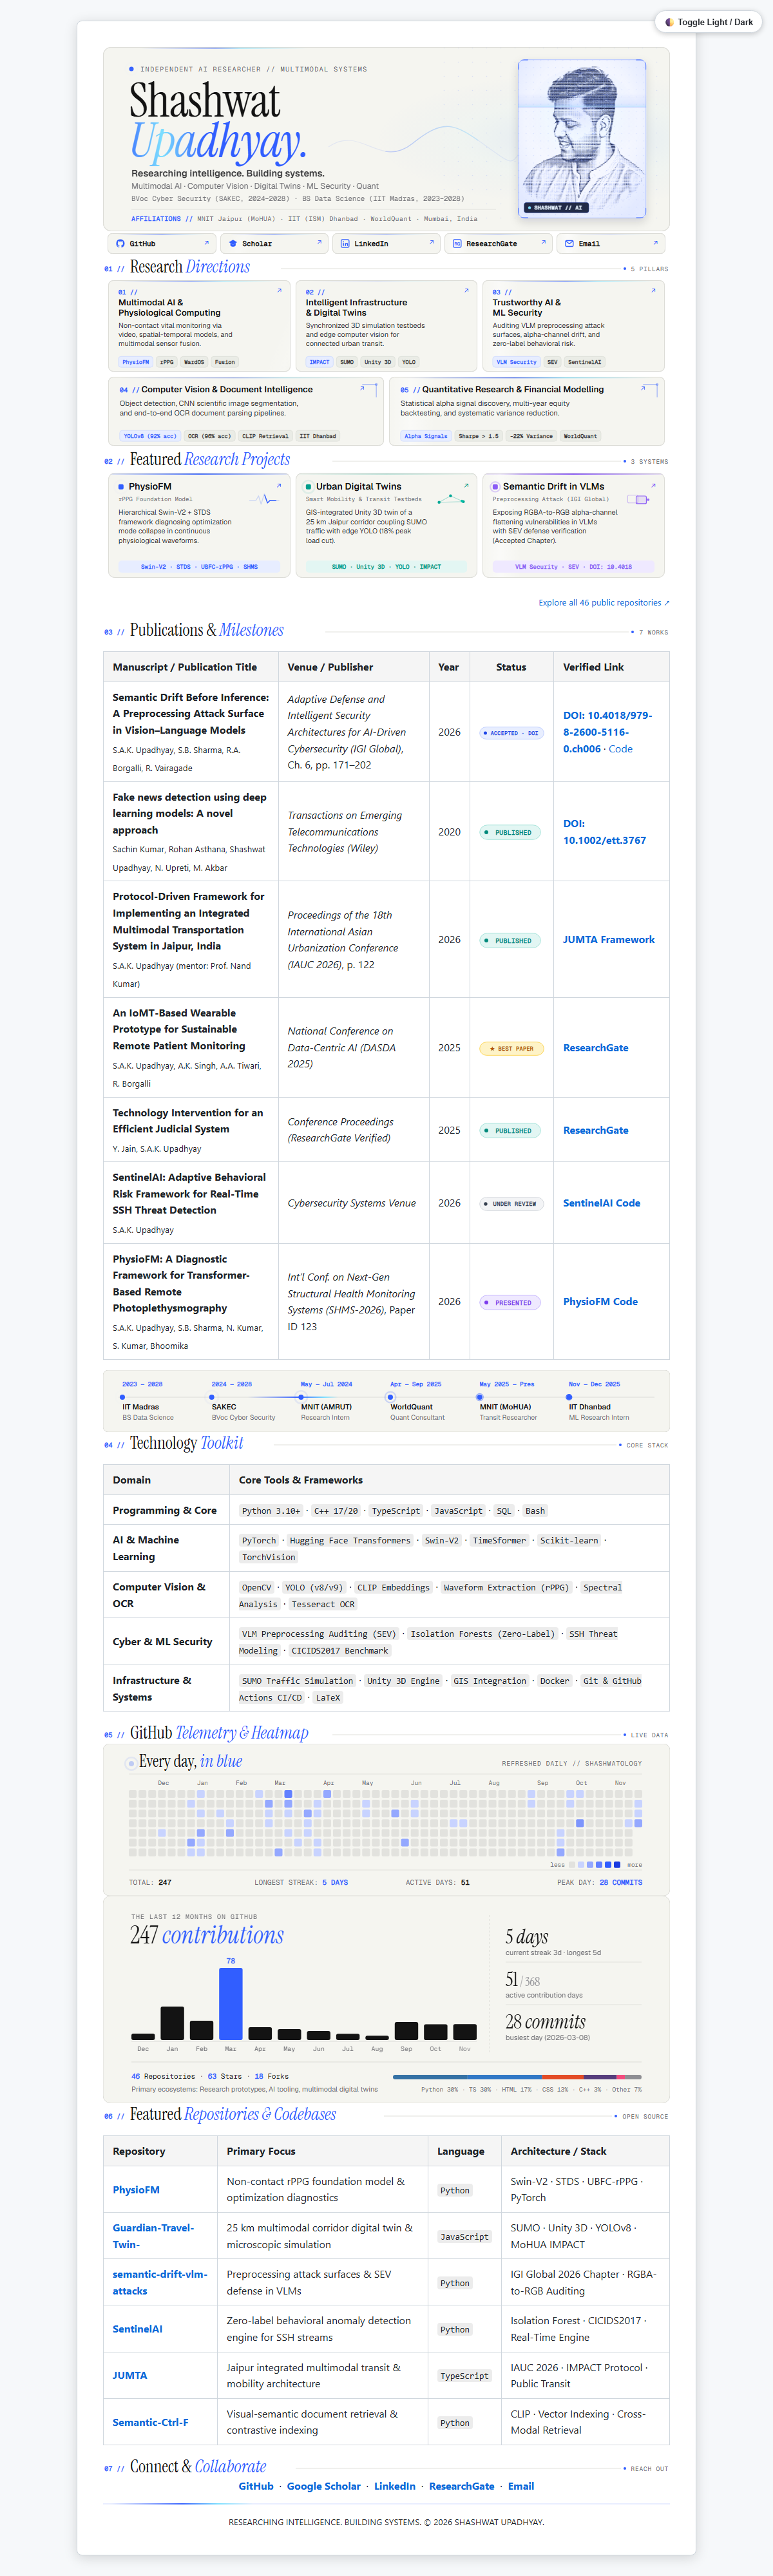 Toggle Light / Dark
INDEPENDENT AI RESEARCHER // MULTIMODAL SYSTEMS
Shashwat
Upadhyay.
Researching intelligence. Building systems.
Multimodal AI · Computer Vision · Digital Twins · ML Security · Quant
BVoc Cyber Security (SAKEC, 2024–2028) · BS Data Science (IIT Madras, 2023–2028)
AFFILIATIONS // MNIT Jaipur (MoHUA) · IIT (ISM) Dhanbad · WorldQuant · Mumbai, India
SHASHWAT // AI
GitHub ↗
Scholar ↗
LinkedIn ↗
ResearchGate ↗
Email ↗
01 // Research Directions
5 PILLARS
01 // ↗
Multimodal AI &
Physiological Computing
Non-contact vital monitoring via
video, spatial-temporal models, and
multimodal sensor fusion.
PhysioFM rPPG WardOS Fusion
02 // ↗
Intelligent Infrastructure
& Digital Twins
Synchronized 3D simulation testbeds
and edge computer vision for
connected urban transit.
IMPACT SUMO Unity 3D YOLO
03 // ↗
Trustworthy AI &
ML Security
Auditing VLM preprocessing attack
surfaces, alpha-channel drift, and
zero-label behavioral risk.
VLM Security SEV SentinelAI
04 // Computer Vision & Document Intelligence ↗
Object detection, CNN scientific image segmentation,
and end-to-end OCR document parsing pipelines.
YOLOv8 (92% acc) OCR (96% acc) CLIP Retrieval IIT Dhanbad
05 // Quantitative Research & Financial Modelling ↗
Statistical alpha signal discovery, multi-year equity
backtesting, and systematic variance reduction.
Alpha Signals Sharpe > 1.5 -22% Variance WorldQuant
02 // Featured Research Projects
3 SYSTEMS
PhysioFM ↗
rPPG Foundation Model
Hierarchical Swin-V2 + STDS
framework diagnosing optimization
mode collapse in continuous
physiological waveforms.
Swin-V2 · STDS · UBFC-rPPG · SHMS
Urban Digital Twins ↗
Smart Mobility & Transit Testbeds
GIS-integrated Unity 3D twin of a
25 km Jaipur corridor coupling SUMO
traffic with edge YOLO (18% peak
load cut).
SUMO · Unity 3D · YOLO · IMPACT
Semantic Drift in VLMs ↗
Preprocessing Attack (IGI Global)
Exposing RGBA-to-RGB alpha-channel
flattening vulnerabilities in VLMs
with SEV defense verification
(Accepted Chapter).
VLM Security · SEV · DOI: 10.4018
Explore all 46 public repositories ↗
03 // Publications & Milestones
7 WORKS
Manuscript / Publication Title Venue / Publisher Year Status Verified Link
Semantic Drift Before Inference:
A Preprocessing Attack Surface
in Vision–Language Models
S.A.K. Upadhyay, S.B. Sharma, R.A.
Borgalli, R. Vairagade
Adaptive Defense and
Intelligent Security
Architectures for AI-Driven
Cybersecurity (IGI Global),
Ch. 6, pp. 171–202
2026
ACCEPTED · DOI
DOI: 10.4018/979-
8-2600-5116-
0.ch006 · Code
Fake news detection using deep
learning models: A novel
approach
Sachin Kumar, Rohan Asthana, Shashwat
Upadhyay, N. Upreti, M. Akbar
Transactions on Emerging
Telecommunications
Technologies (Wiley)
2020
PUBLISHED
DOI:
10.1002/ett.3767
Protocol-Driven Framework for
Implementing an Integrated
Multimodal Transportation
System in Jaipur, India
S.A.K. Upadhyay (mentor: Prof. Nand
Kumar)
Proceedings of the 18th
International Asian
Urbanization Conference
(IAUC 2026), p. 122
2026
PUBLISHED
JUMTA Framework
An IoMT-Based Wearable
Prototype for Sustainable
Remote Patient Monitoring
S.A.K. Upadhyay, A.K. Singh, A.A. Tiwari,
R. Borgalli
National Conference on
Data-Centric AI (DASDA
2025)
2025
★ BEST PAPER
ResearchGate
Technology Intervention for an
Efficient Judicial System
Y. Jain, S.A.K. Upadhyay
Conference Proceedings
(ResearchGate Verified)
2025
PUBLISHED
ResearchGate
SentinelAI: Adaptive Behavioral
Risk Framework for Real-Time
SSH Threat Detection
S.A.K. Upadhyay
Cybersecurity Systems Venue
2026
UNDER REVIEW
SentinelAI Code
PhysioFM: A Diagnostic
Framework for Transformer-
Based Remote
Photoplethysmography
S.A.K. Upadhyay, S.B. Sharma, N. Kumar,
S. Kumar, Bhoomika
Int'l Conf. on Next-Gen
Structural Health Monitoring
Systems (SHMS-2026), Paper
ID 123
2026
PRESENTED
PhysioFM Code
2023 – 2028
IIT Madras
BS Data Science
2024 – 2028
SAKEC
BVoc Cyber Security
May – Jul 2024
MNIT (AMRUT)
Research Intern
Apr – Sep 2025
WorldQuant
Quant Consultant
May 2025 – Pres
MNIT (MoHUA)
Transit Researcher
Nov – Dec 2025
IIT Dhanbad
ML Research Intern
04 // Technology Toolkit
CORE STACK
Domain Core Tools & Frameworks
Programming & Core
Python 3.10+ · C++ 17/20 · TypeScript · JavaScript · SQL · Bash
AI & Machine
Learning
PyTorch · Hugging Face Transformers · Swin-V2 · TimeSformer · Scikit-learn ·
TorchVision
Computer Vision &
OCR
OpenCV · YOLO (v8/v9) · CLIP Embeddings · Waveform Extraction (rPPG) · Spectral
Analysis · Tesseract OCR
Cyber & ML Security
VLM Preprocessing Auditing (SEV) · Isolation Forests (Zero-Label) · SSH Threat
Modeling · CICIDS2017 Benchmark
Infrastructure &
Systems
SUMO Traffic Simulation · Unity 3D Engine · GIS Integration · Docker · Git & GitHub
Actions CI/CD · LaTeX
05 // GitHub Telemetry & Heatmap
LIVE DATA
Every day, in blue
REFRESHED DAILY // SHASHWATOLOGY
Dec Jan Feb Mar Apr May Jun Jul Aug Sep Oct Nov
less more
TOTAL: 247 LONGEST STREAK: 5 DAYS ACTIVE DAYS: 51 PEAK DAY: 28 COMMITS
THE LAST 12 MONTHS ON GITHUB
247 contributions
78
Dec Jan Feb Mar Apr May Jun Jul Aug Sep Oct Nov
5 days
current streak 3d · longest 5d
51 / 368
active contribution days
28 commits
busiest day (2026-03-08)
46 Repositories · 63 Stars · 18 Forks
Primary ecosystems: Research prototypes, AI tooling, multimodal digital twins
Python 30% · TS 30% · HTML 17% · CSS 13% · C++ 3% · Other 7%
06 // Featured Repositories & Codebases
OPEN SOURCE
Repository Primary Focus Language Architecture / Stack
PhysioFM
Non-contact rPPG foundation model &
optimization diagnostics
Python
Swin-V2 · STDS · UBFC-rPPG ·
PyTorch
Guardian-Travel-
Twin-
25 km multimodal corridor digital twin &
microscopic simulation
JavaScript
SUMO · Unity 3D · YOLOv8 ·
MoHUA IMPACT
semantic-drift-vlm-
attacks
Preprocessing attack surfaces & SEV
defense in VLMs
Python
IGI Global 2026 Chapter · RGBA-
to-RGB Auditing
SentinelAI
Zero-label behavioral anomaly detection
engine for SSH streams
Python
Isolation Forest · CICIDS2017 ·
Real-Time Engine
JUMTA
Jaipur integrated multimodal transit &
mobility architecture
TypeScript
IAUC 2026 · IMPACT Protocol ·
Public Transit
Semantic-Ctrl-F
Visual-semantic document retrieval &
contrastive indexing
Python
CLIP · Vector Indexing · Cross-
Modal Retrieval
07 // Connect & Collaborate
REACH OUT
GitHub · Google Scholar · LinkedIn · ResearchGate · Email
RESEARCHING INTELLIGENCE. BUILDING SYSTEMS. © 2026 SHASHWAT UPADHYAY.